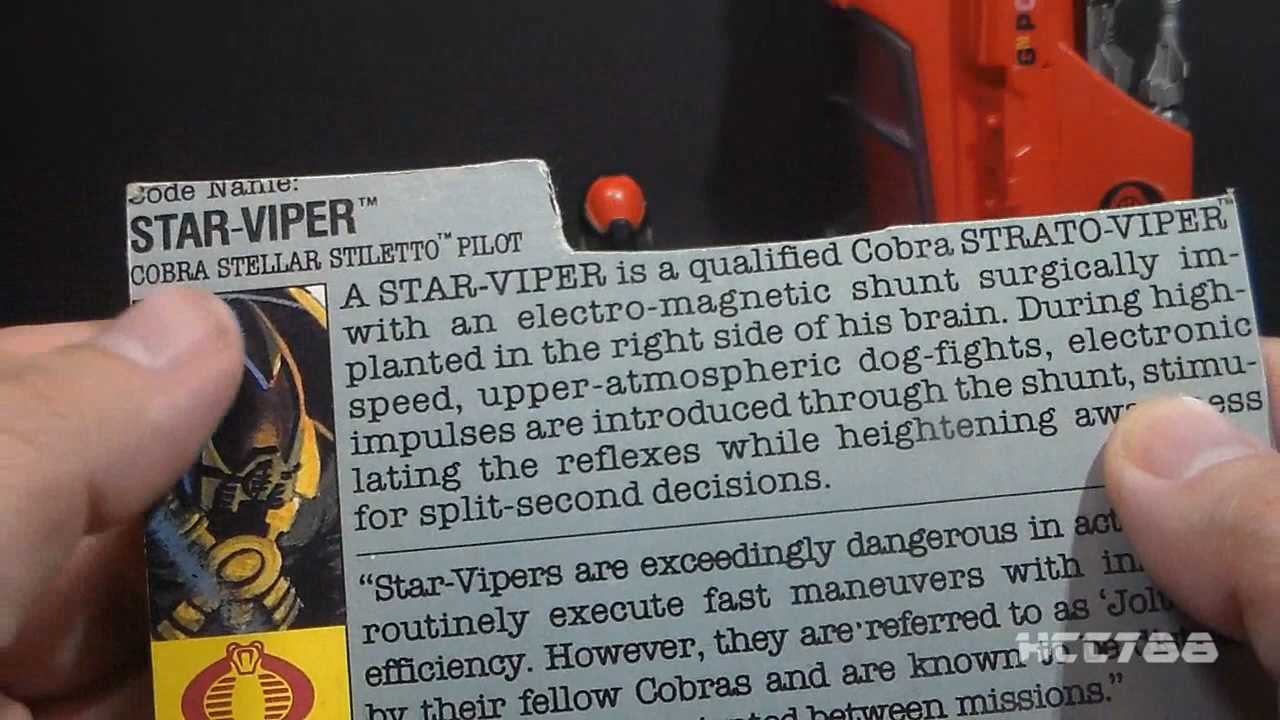 Code Name:
STAR-VIPER™
COBRA STELLAR STILETTO™ PILOT
A STAR-VIPER is a qualified Cobra STRATO-VIPER™
with an electro-magnetic shunt surgically im-
planted in the right side of his brain. During high-
speed, upper-atmospheric dog-fights, electronic
impulses are introduced through the shunt, stimu-
lating the reflexes while heightening
for split-second decisions.
“Star-Vipers are exceedingly dangerous in
routinely execute fast maneuvers with
efficiency. However, they are referred to as
by their fellow Cobras and are known
between missions.”
HCC788